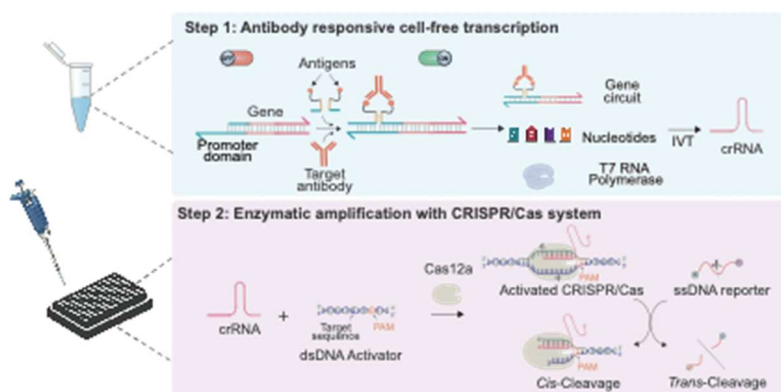 Step 1: Antibody responsive cell-free transcription
Antigens
Gene
Promoter
domain
Target
antibody
Gene
circuit
Nucleotides
T7 RNA
Polymerase
IVT
crRNA
Step 2: Enzymatic amplification with CRISPR/Cas system
crRNA
+
Target
sequence
PAM
dsDNA Activator
Cas12a
PAM
Activated CRISPR/Cas
ssDNA reporter
PAM
Cis-Cleavage
Trans-Cleavage